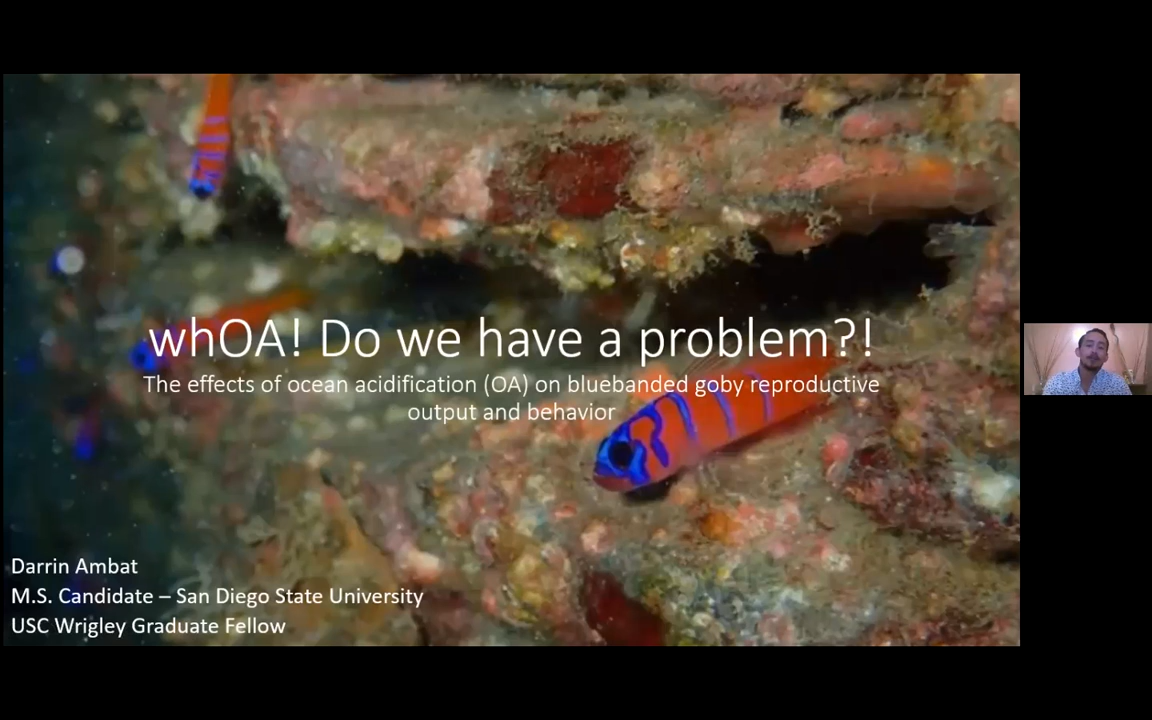 whOA! Do we have a problem?!
The effects of ocean acidification (OA) on bluebanded goby reproductive
output and behavior
Darrin Ambat
M.S. Candidate – San Diego State University
USC Wrigley Graduate Fellow